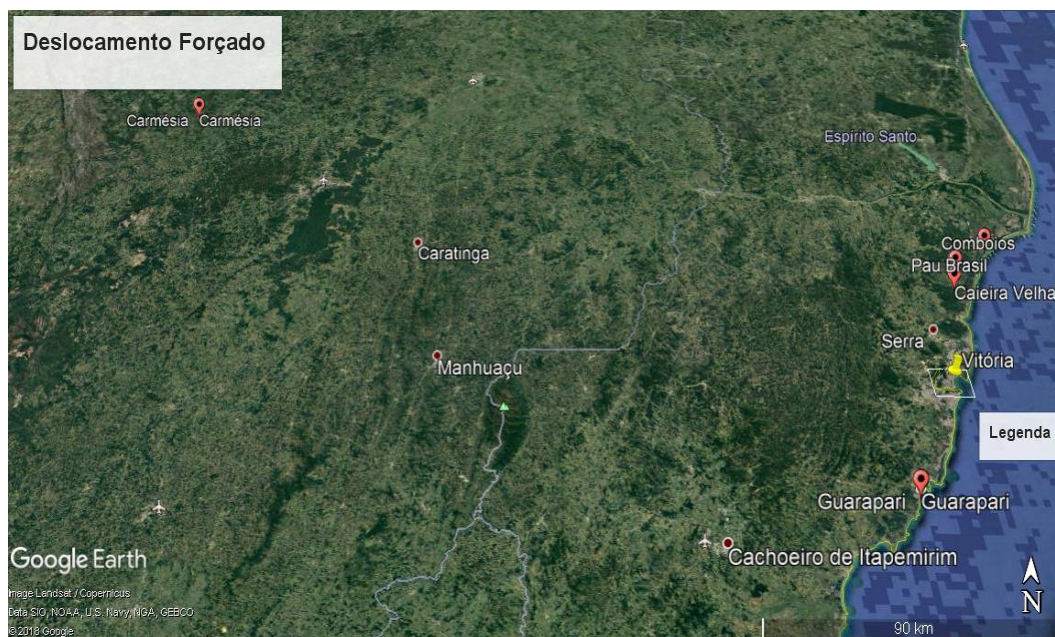 Deslocamento Forçado
Carmésia Carmésia
Espírito Santo
Comboios
Caratinga
Pau Brasil
Caieira Velha
Serra
Manhuaçu
Vitória
Legenda
Guarapari Guarapari
Cachoeiro de Itapemirim
Google Earth
Image Landsat / Copernicus
Data SIO, NOAA, U.S. Navy, NGA, GEBCO
©2018 Google
N
90 km